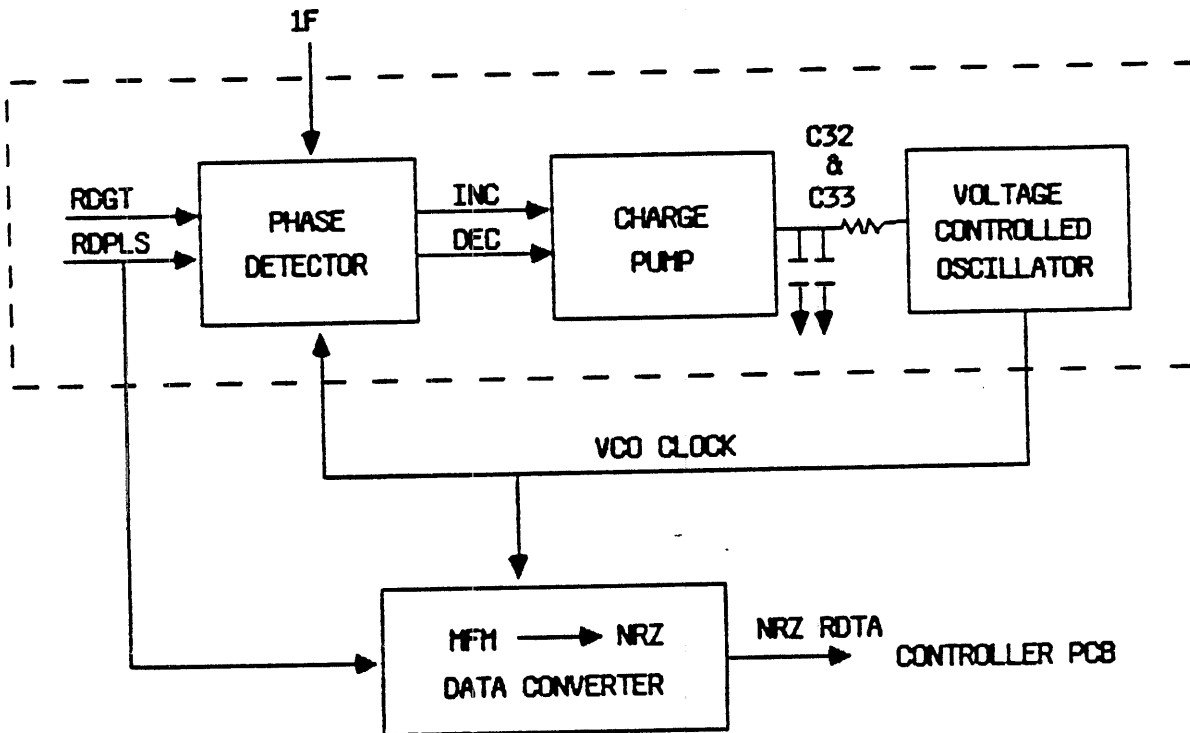 1F
RDGT
RDPLS
PHASE
DETECTOR
INC
DEC
CHARGE
PUMP
C32
&
C33
VOLTAGE
CONTROLLED
OSCILLATOR
VCO CLOCK
MFM NRZ
DATA CONVERTER
NRZ RDTA
CONTROLLER PCB